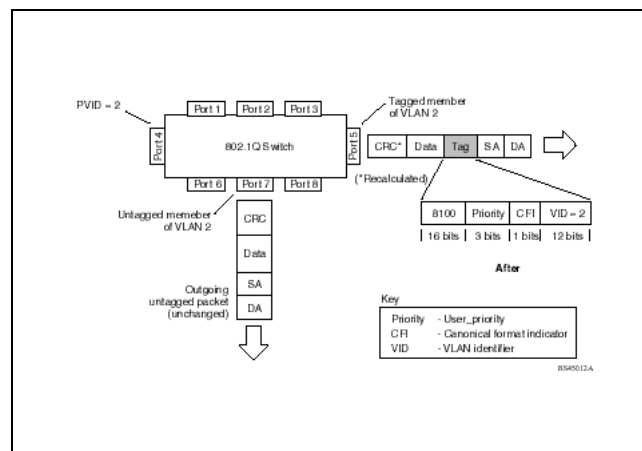 PVID = 2
Port 1
Port 2
Port 3
Tagged member
of VLAN 2
Port 4
802.1Q Switch
Port 5
CRC*
Data
Tag
SA
DA
(*Recalculated)
Port 6
Port 7
Port 8
Untagged memeber
of VLAN 2
8100
Priority
CFI
VID = 2
16 bits
3 bits
1 bits
12 bits
CRC
Data
SA
DA
Outgoing
untagged packet
(unchanged)
After
Key
Priority - User_priority
CFI - Canonical format indicator
VID - VLAN identifier
BS45012A